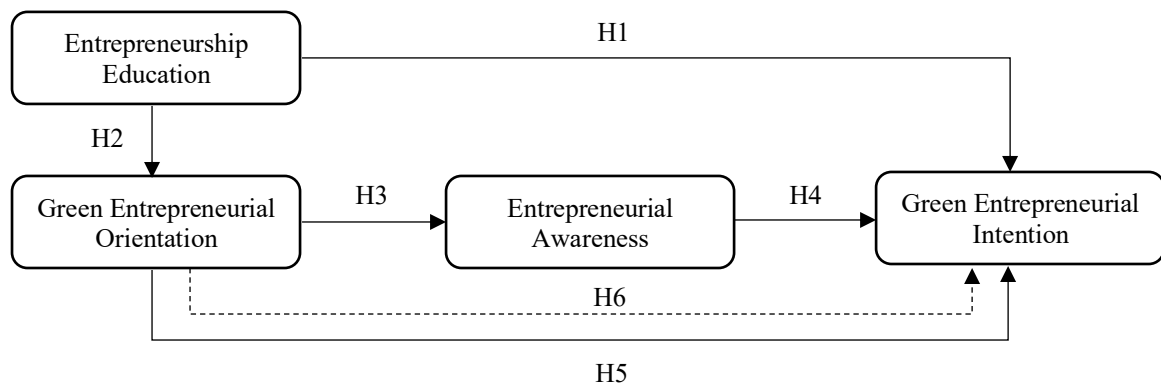 Entrepreneurship
Education
H1
H2
Green Entrepreneurial
Orientation
H3
Entrepreneurial
Awareness
H4
Green Entrepreneurial
Intention
H6
H5